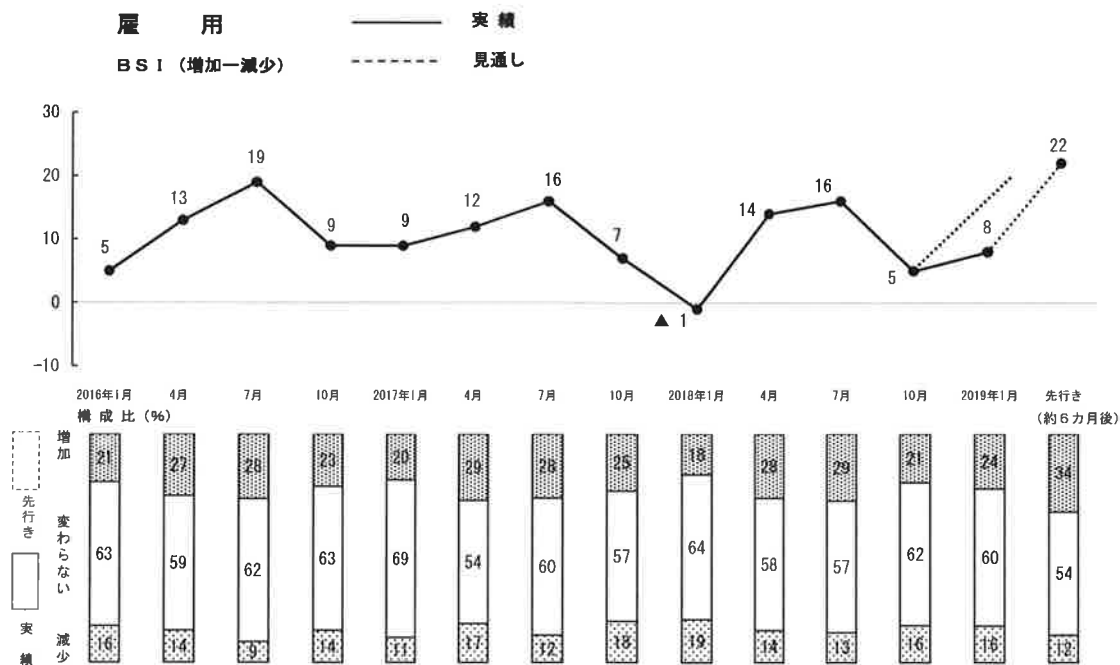 雇 用
実 績
BSI（増加ー減少）
見通し
30
20
10
0
-10
5
13
19
9
9
12
16
7
▲ 1
14
16
5
8
22
2016年1月 4月 7月 10月 2017年1月 4月 7月 10月 2018年1月 4月 7月 10月 2019年1月 先行き
（約６カ月後）
構 成 比（％）
増加
21 27 28 23 20 29 28 25 18 28 29 21 24 34
変わらない
63 59 62 63 69 54 60 57 64 58 57 62 60 54
減少
16 14 9 14 11 17 12 18 19 14 13 16 16 12
先行き
実績